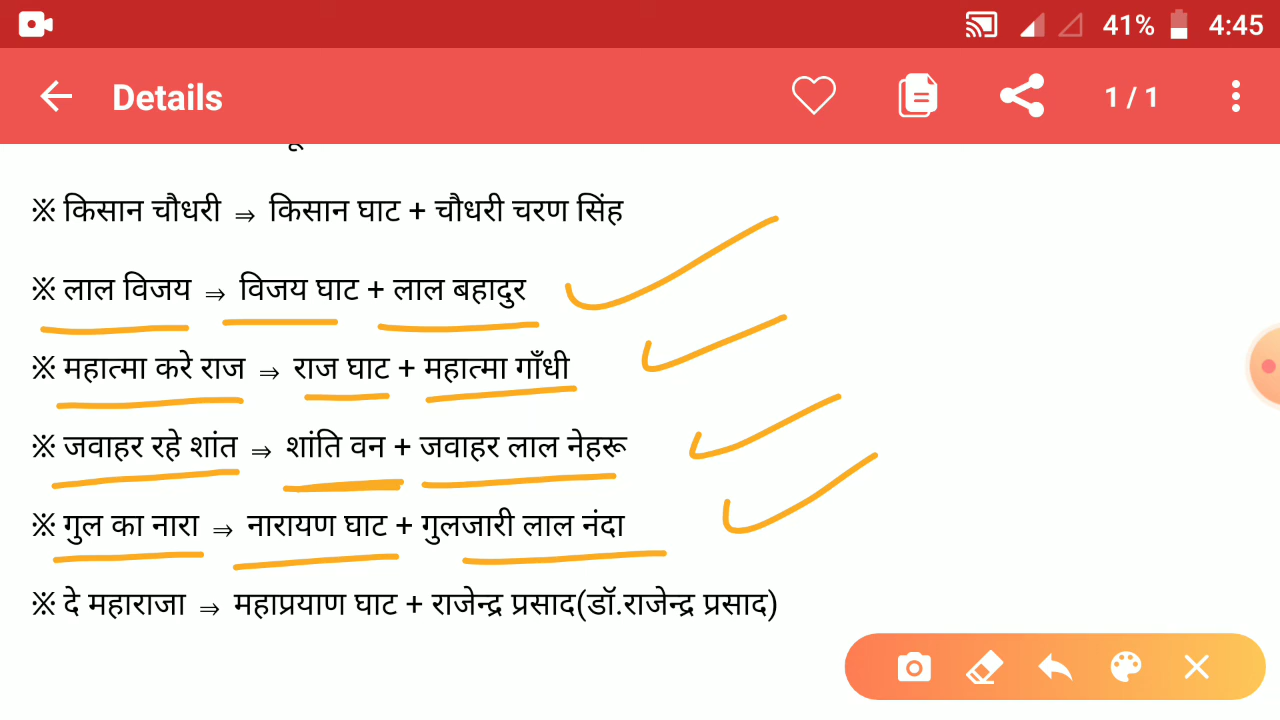 41% 4:45
Details 1 / 1
※ किसान चौधरी ⇒ किसान घाट + चौधरी चरण सिंह
※ लाल विजय ⇒ विजय घाट + लाल बहादुर
※ महात्मा करे राज ⇒ राज घाट + महात्मा गाँधी
※ जवाहर रहे शांत ⇒ शांति वन + जवाहर लाल नेहरू
※ गुल का नारा ⇒ नारायण घाट + गुलजारी लाल नंदा
※ दे महाराजा ⇒ महाप्रयाण घाट + राजेन्द्र प्रसाद(डॉ.राजेन्द्र प्रसाद)